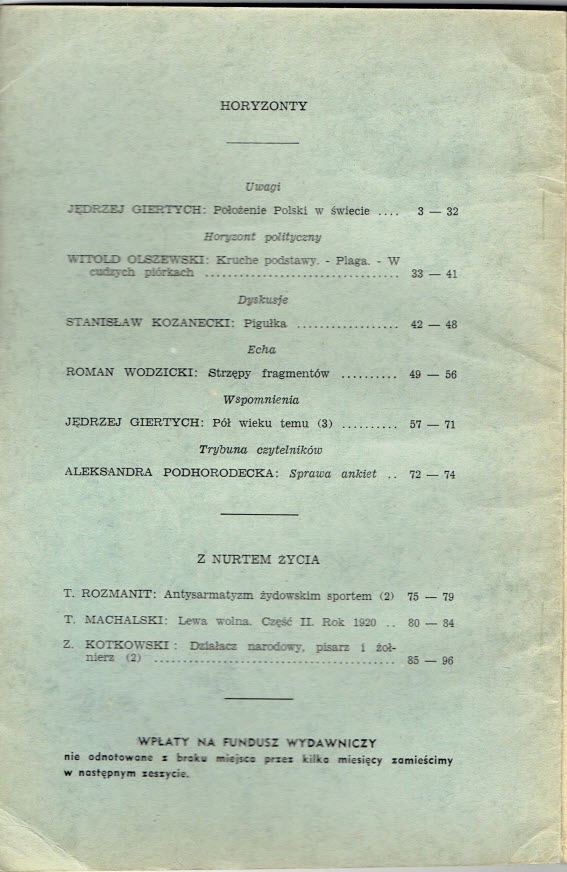 HORYZONTY
Uwagi
JĘDRZEJ GIERTYCH: Położenie Polski w świecie .... 3 — 32
Horyzont polityczny
WITOLD OLSZEWSKI: Kruche podstawy. - Plaga. - W
cudzych piórkach ................................. 33 — 41
Dyskusje
STANISŁAW KOZANECKI: Pigułka ................. 42 — 48
Echa
ROMAN WODZICKI: Strzępy fragmentów .......... 49 — 56
Wspomnienia
JĘDRZEJ GIERTYCH: Pół wieku temu (3) .......... 57 — 71
Trybuna czytelników
ALEKSANDRA PODHORODECKA: Sprawa ankiet .. 72 — 74
Z NURTEM ŻYCIA
T. ROZMANIT: Antysarmatyzm żydowskim sportem (2) 75 — 79
T. MACHALSKI: Lewa wolna. Część II. Rok 1920 .. 80 — 84
Z. KOTKOWSKI: Działacz narodowy, pisarz i żoł-
nierz (2) ......................................... 85 — 96
WPŁATY NA FUNDUSZ WYDAWNICZY
nie odnotowane z braku miejsca przez kilka miesięcy zamieścimy
w następnym zeszycie.